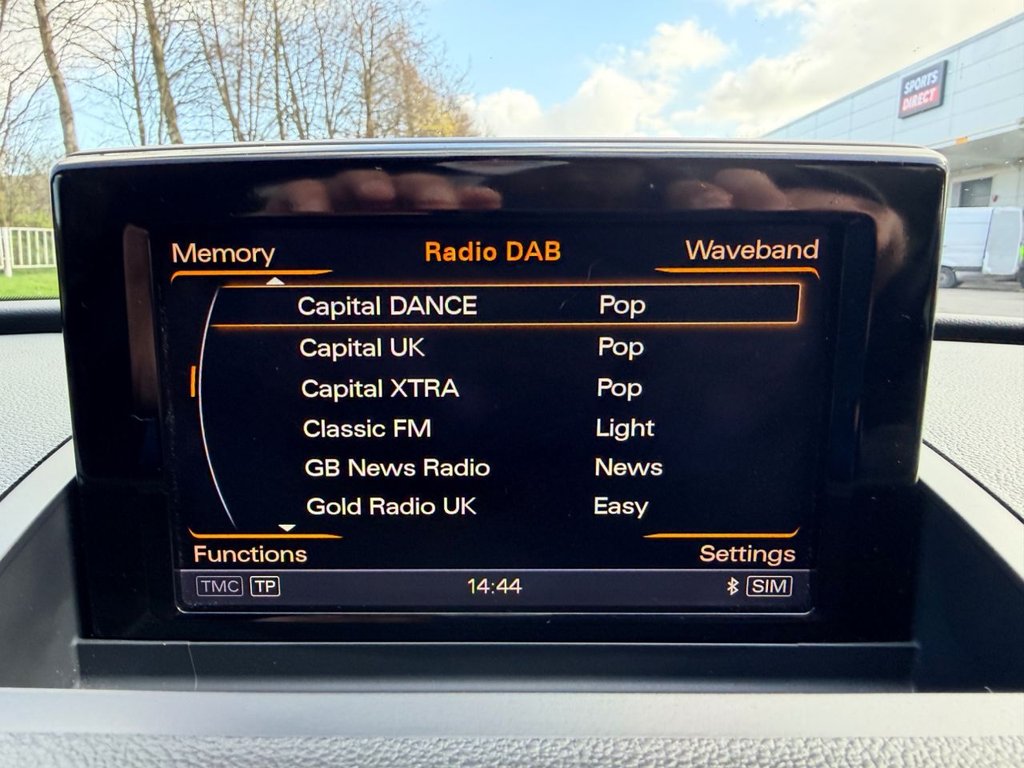 SPORTS
DIRECT
Memory Radio DAB Waveband
Capital DANCE Pop
Capital UK Pop
Capital XTRA Pop
Classic FM Light
GB News Radio News
Gold Radio UK Easy
Functions Settings
TMC TP 14:44 SIM